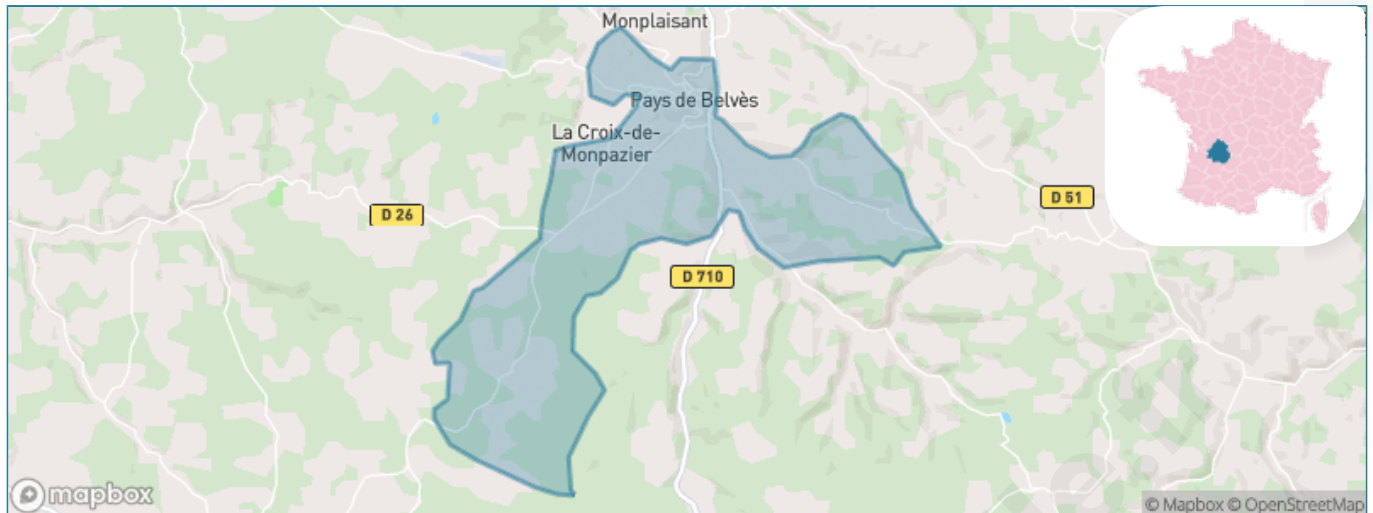 Monplaisant
Pays de Belvès
La Croix-de-
Monpazier
D 26
D 51
D 710
mapbox
© Mapbox © OpenStreetMap